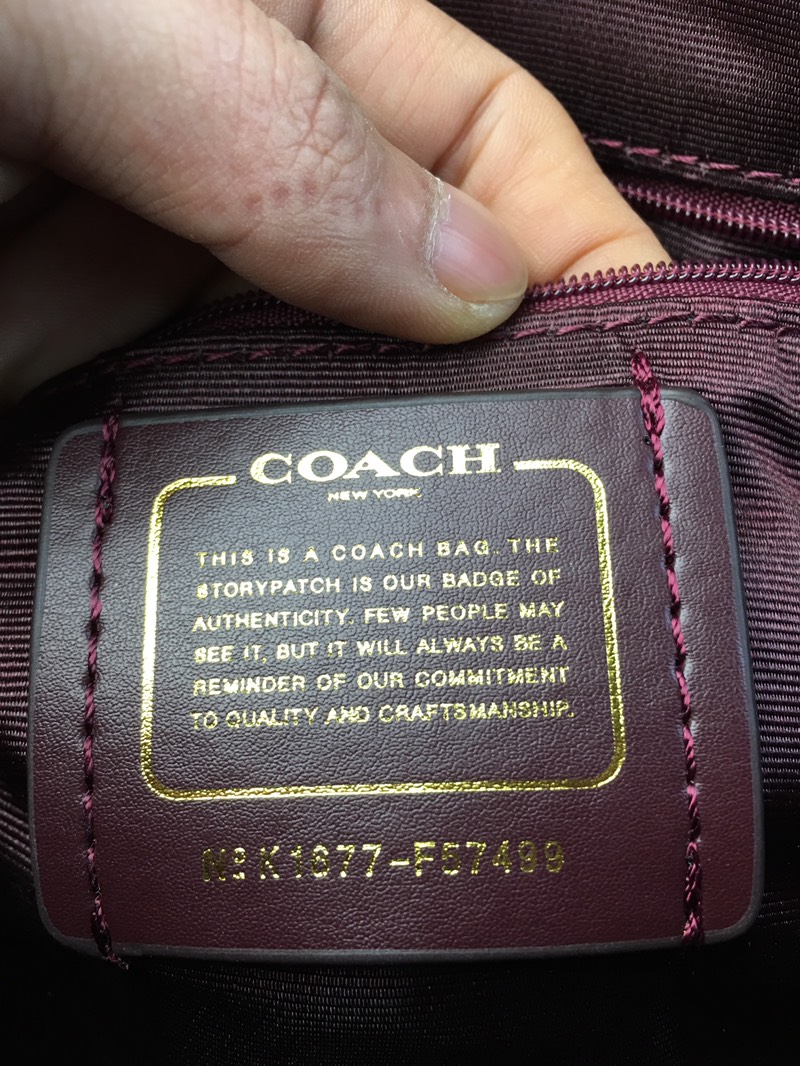 COACH
NEW YORK
THIS IS A COACH BAG. THE
STORYPATCH IS OUR BADGE OF
AUTHENTICITY. FEW PEOPLE MAY
SEE IT, BUT IT WILL ALWAYS BE A
REMINDER OF OUR COMMITMENT
TO QUALITY AND CRAFTSMANSHIP.
Nº K1677-F57499